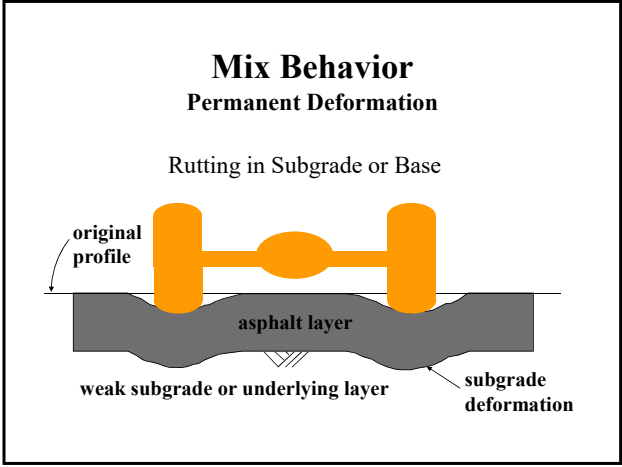 Mix Behavior
Permanent Deformation
Rutting in Subgrade or Base
original
profile
asphalt layer
weak subgrade or underlying layer
subgrade
deformation